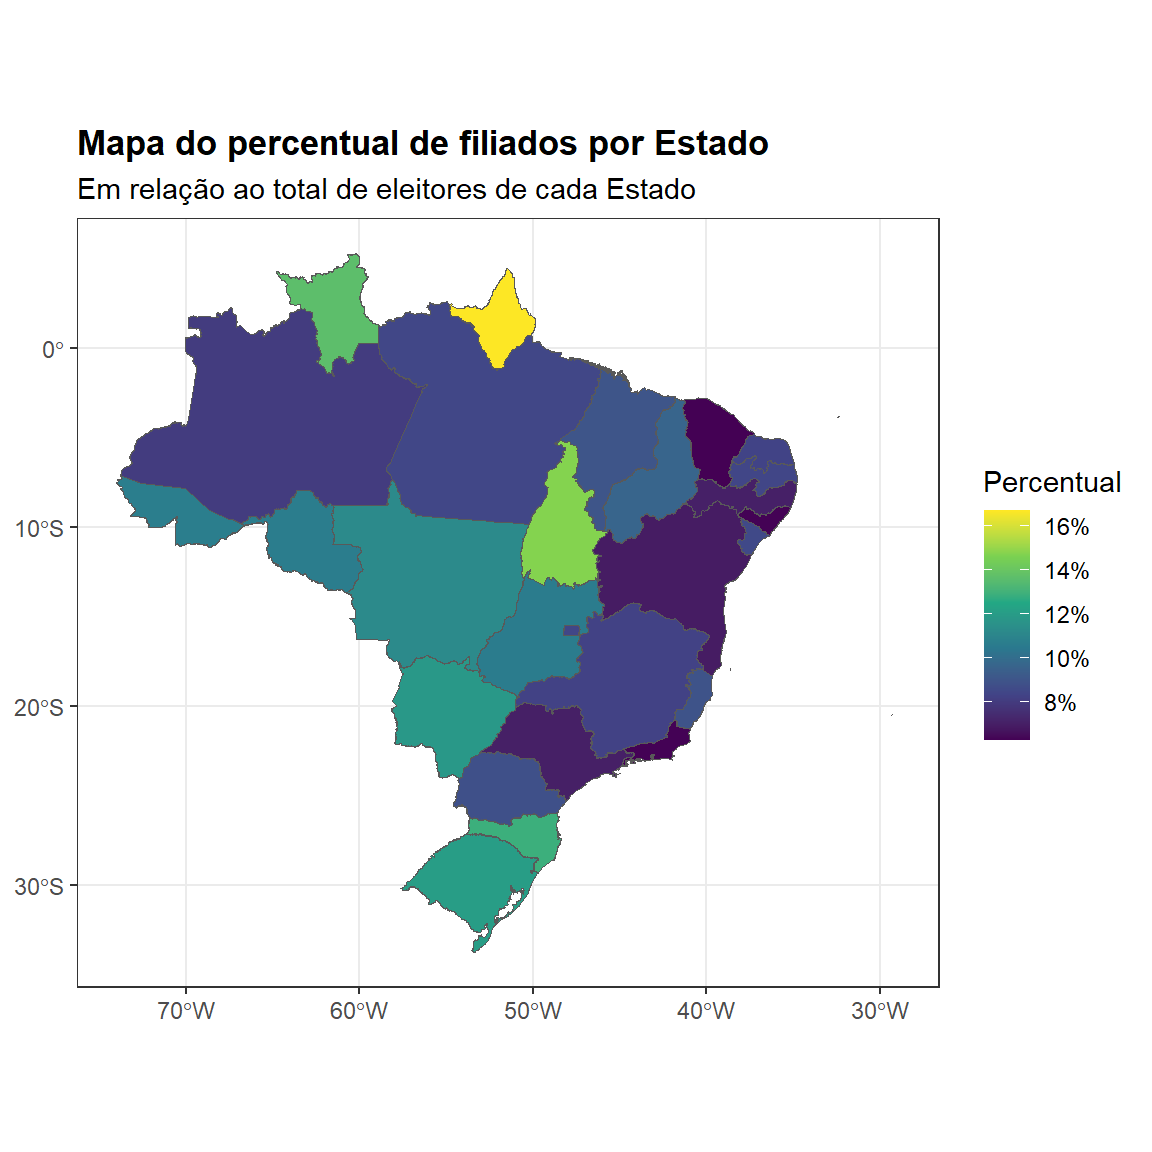 Mapa do percentual de filiados por Estado
Em relação ao total de eleitores de cada Estado
0°
10°S
20°S
30°S
70°W
60°W
50°W
40°W
30°W
Percentual
16%
14%
12%
10%
8%